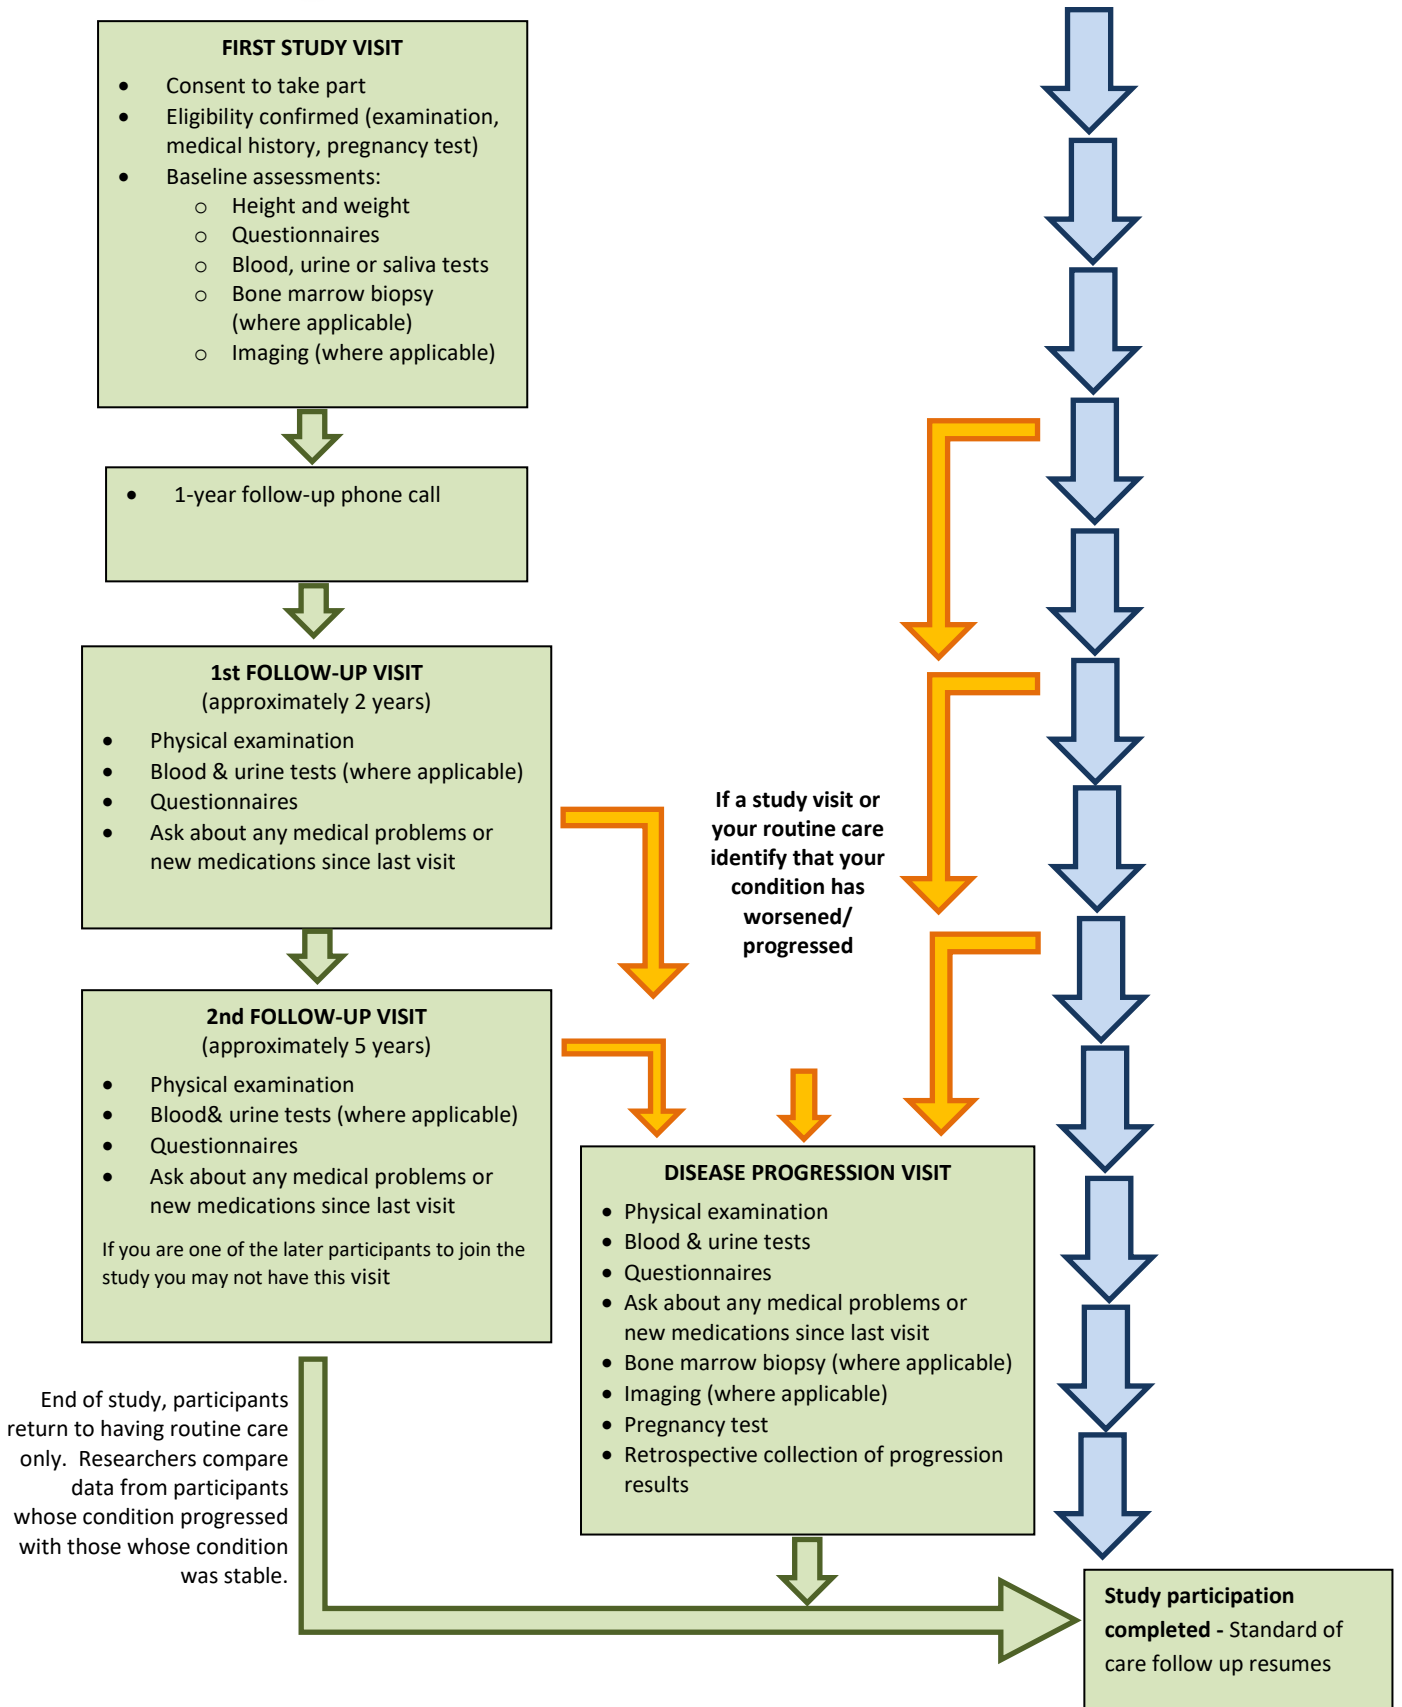 FIRST STUDY VISIT
• Consent to take part
• Eligibility confirmed (examination,
medical history, pregnancy test)
• Baseline assessments:
o Height and weight
o Questionnaires
o Blood, urine or saliva tests
o Bone marrow biopsy
(where applicable)
o Imaging (where applicable)
• 1-year follow-up phone call
1st FOLLOW-UP VISIT
(approximately 2 years)
• Physical examination
• Blood & urine tests (where applicable)
• Questionnaires
• Ask about any medical problems or
new medications since last visit
If a study visit or
your routine care
identify that your
condition has
worsened/
progressed
2nd FOLLOW-UP VISIT
(approximately 5 years)
• Physical examination
• Blood& urine tests (where applicable)
• Questionnaires
• Ask about any medical problems or
new medications since last visit
If you are one of the later participants to join the
study you may not have this visit
DISEASE PROGRESSION VISIT
• Physical examination
• Blood & urine tests
• Questionnaires
• Ask about any medical problems or
new medications since last visit
• Bone marrow biopsy (where applicable)
• Imaging (where applicable)
• Pregnancy test
• Retrospective collection of progression
results
End of study, participants
return to having routine care
only. Researchers compare
data from participants
whose condition progressed
with those whose condition
was stable.
Study participation
completed - Standard of
care follow up resumes